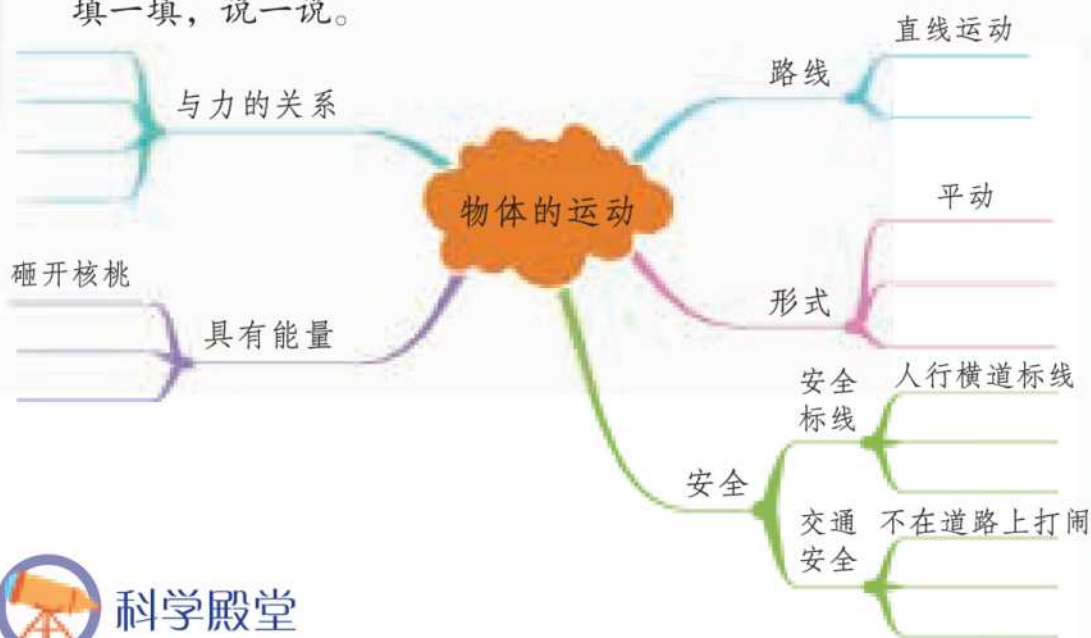 填一填，说一说。
物体的运动
路线
直线运动
形式
平动
安全
安全
标线
人行横道标线
交通
安全
不在道路上打闹
与力的关系
具有能量
砸开核桃
科学殿堂